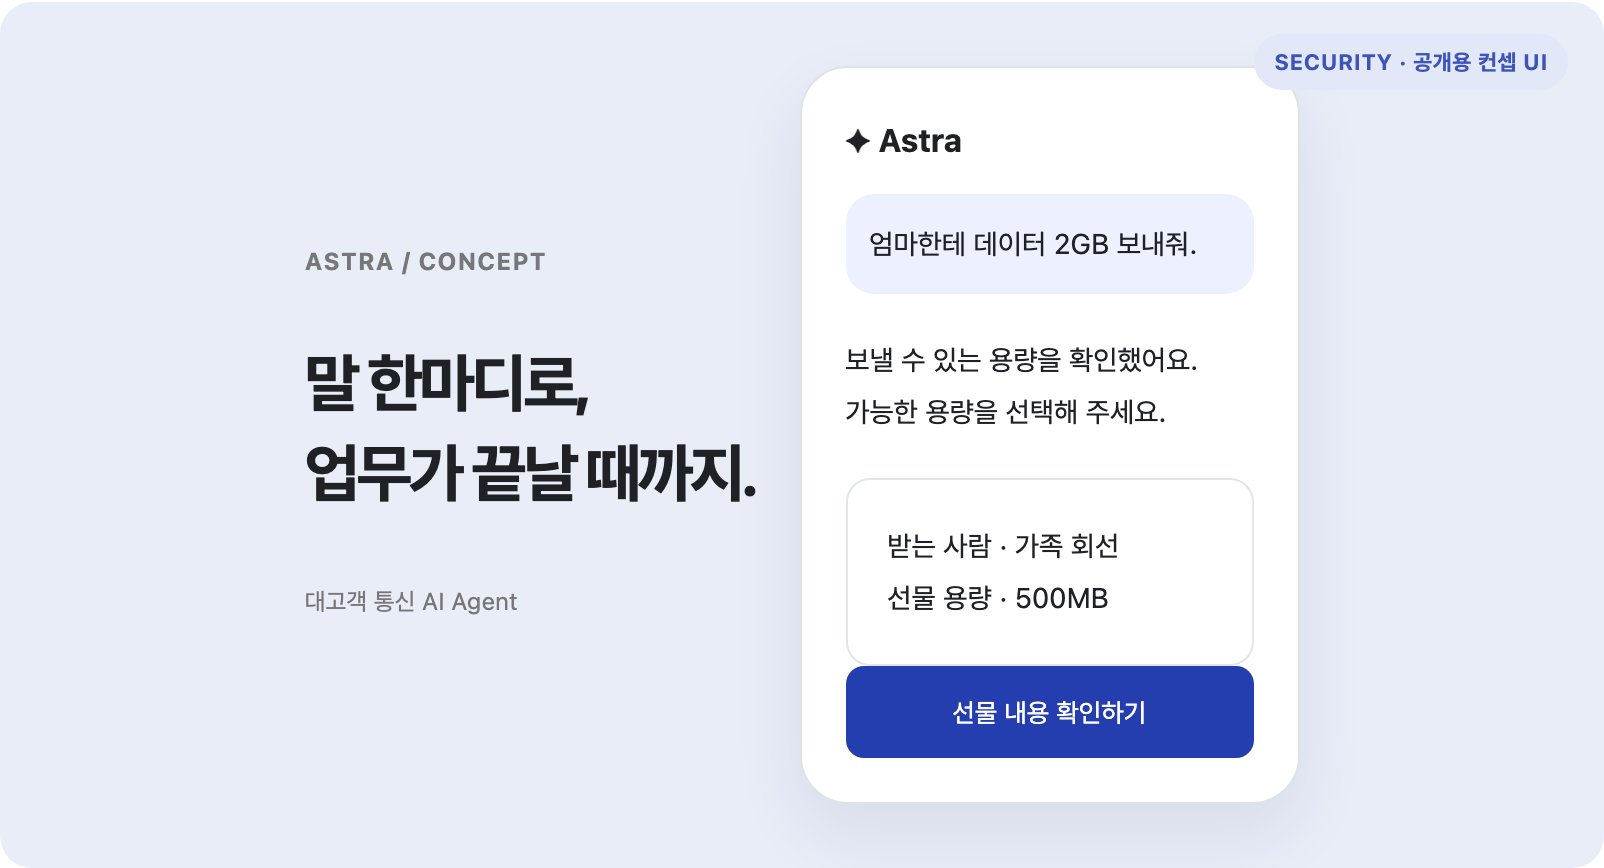 SECURITY · 공개용 컨셉 UI
ASTRA / CONCEPT
말 한마디로,
업무가 끝날 때까지.
대고객 통신 AI Agent
Astra
엄마한테 데이터 2GB 보내줘.
보낼 수 있는 용량을 확인했어요.
가능한 용량을 선택해 주세요.
받는 사람 · 가족 회선
선물 용량 · 500MB
선물 내용 확인하기